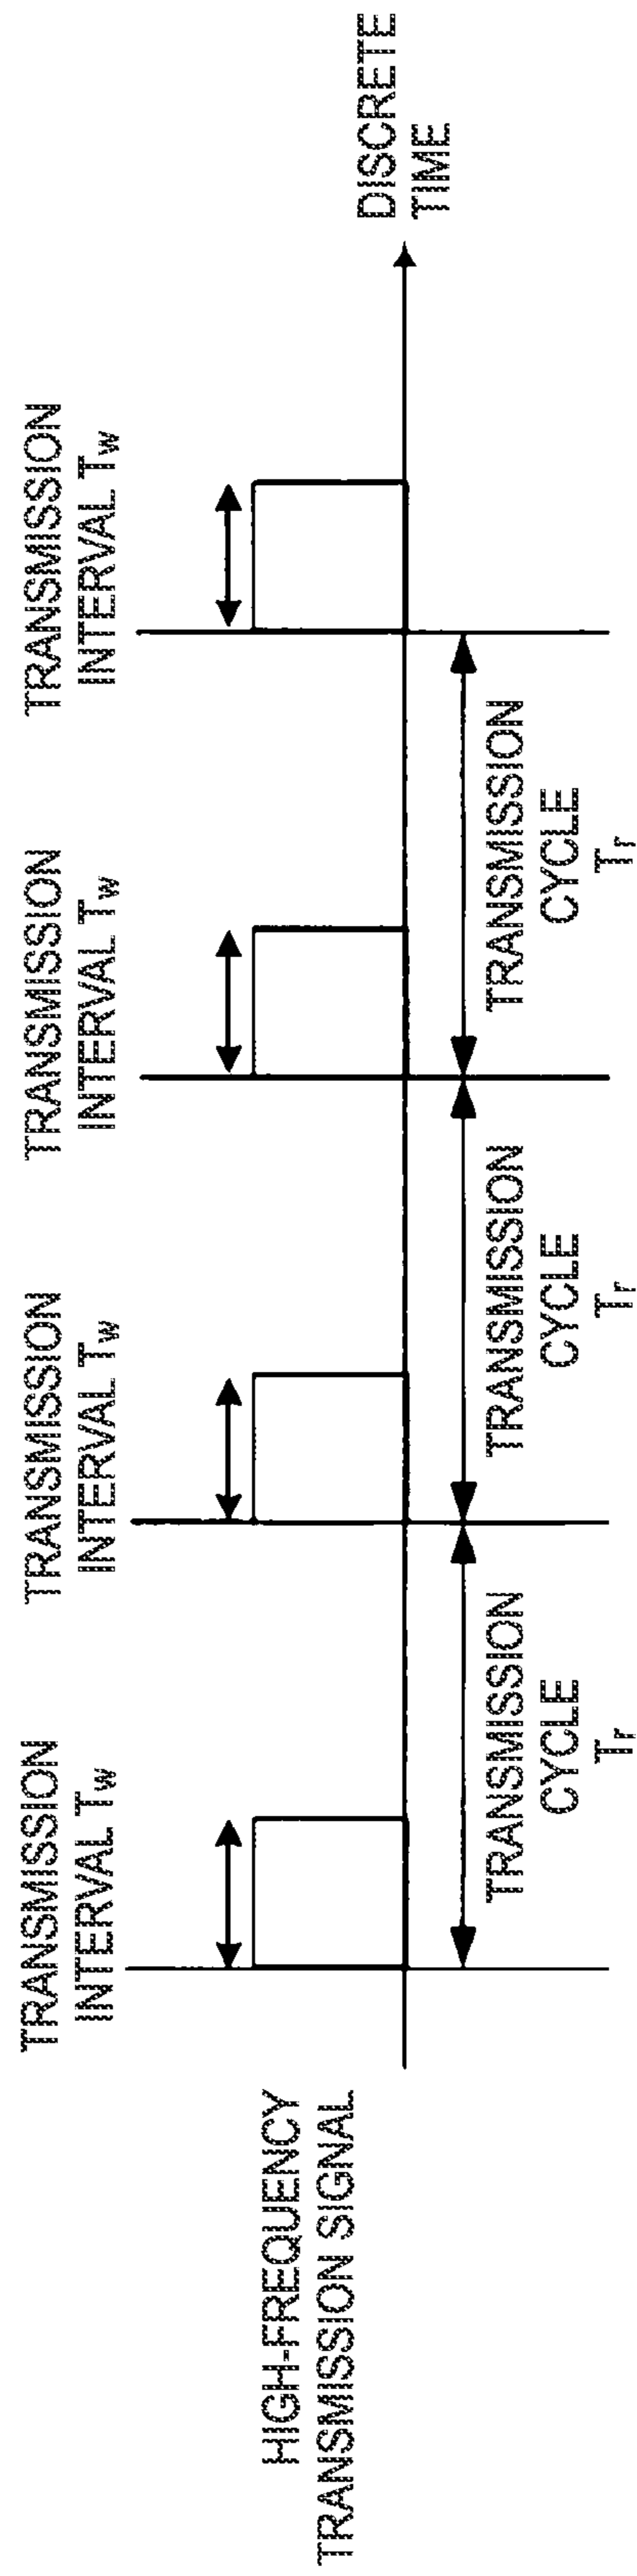 TRANSMISSION
INTERVAL Tw
TRANSMISSION
INTERVAL Tw
TRANSMISSION
INTERVAL Tw
TRANSMISSION
INTERVAL Tw
HIGH-FREQUENCY
TRANSMISSION SIGNAL
DISCRETE
TIME
TRANSMISSION
CYCLE
Tr
TRANSMISSION
CYCLE
Tr
TRANSMISSION
CYCLE
Tr